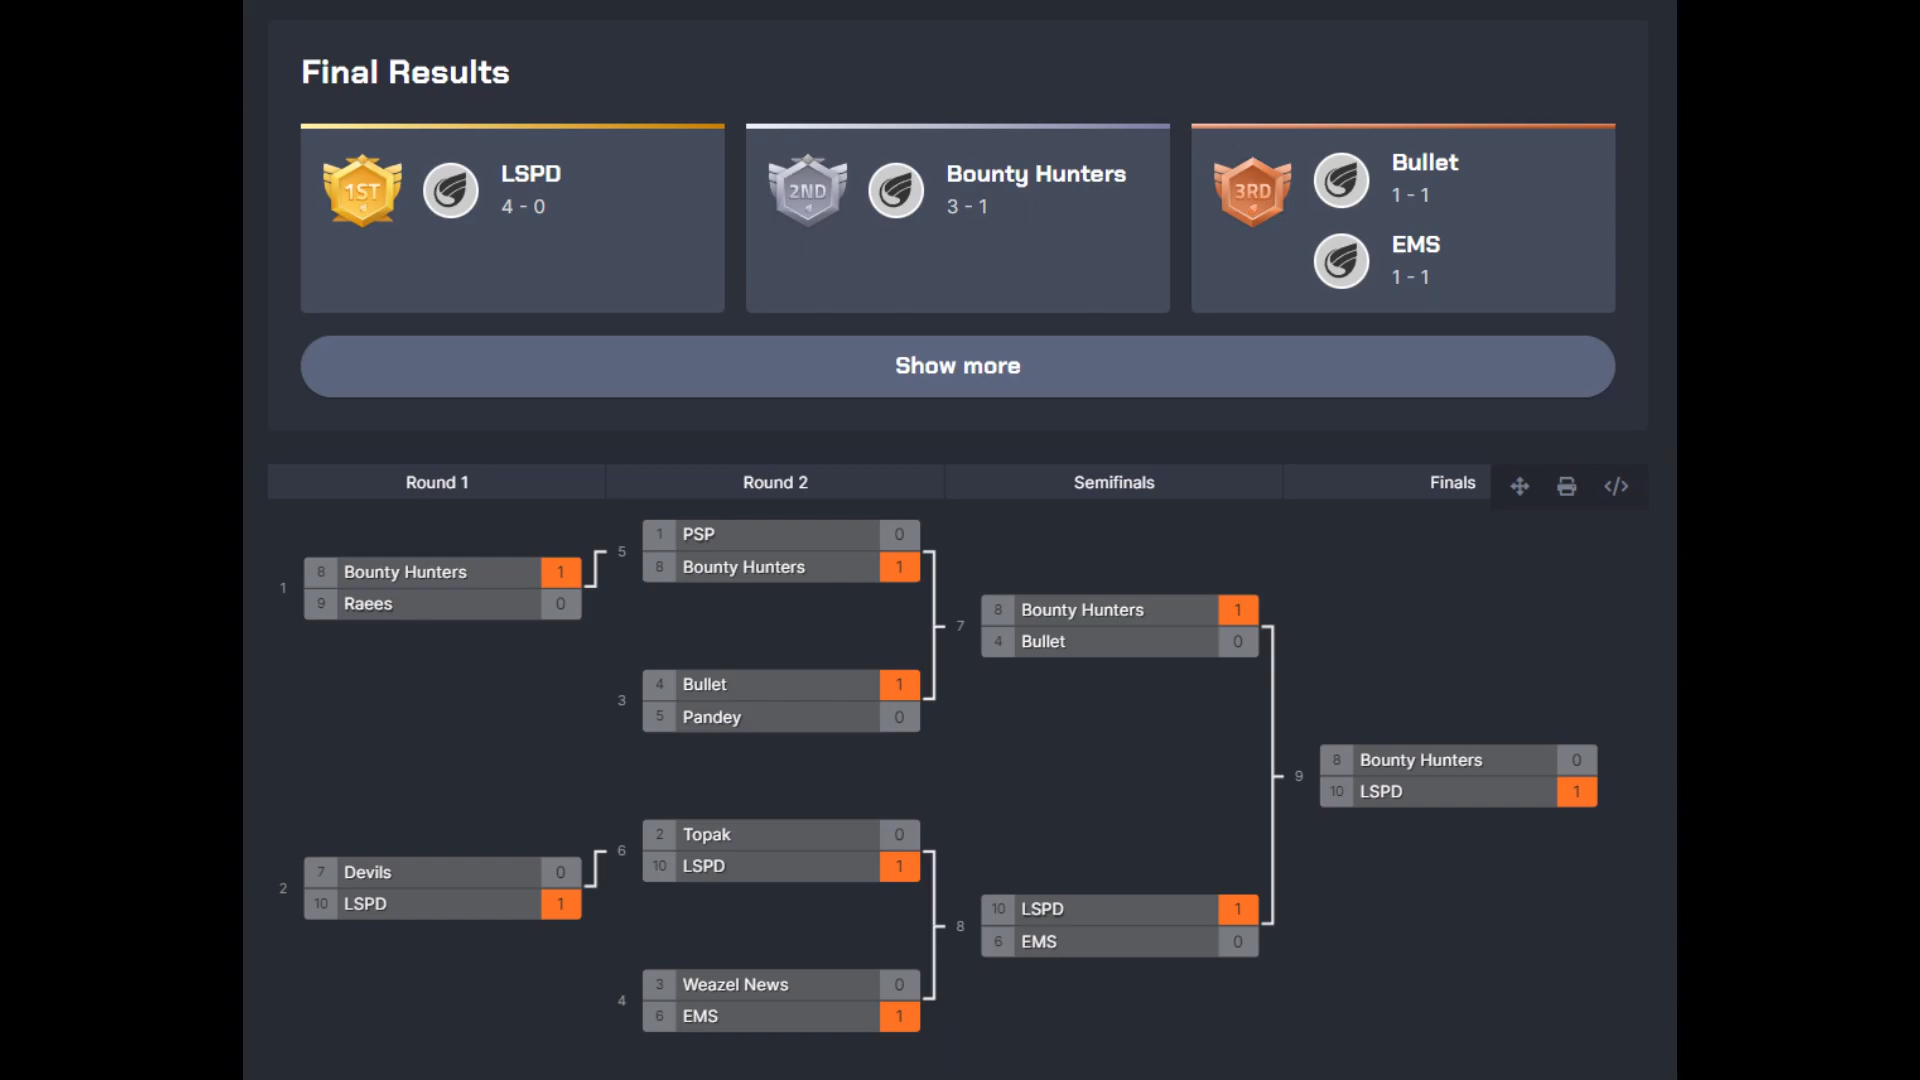 Final Results
1ST
LSPD
4 - 0
2ND
Bounty Hunters
3 - 1
3RD
Bullet
1 - 1
EMS
1 - 1
Show more
Round 1
Round 2
Semifinals
Finals
1
8 Bounty Hunters 1
9 Raees 0
2
7 Devils 0
10 LSPD 1
5
1 PSP 0
8 Bounty Hunters 1
3
4 Bullet 1
5 Pandey 0
6
2 Topak 0
10 LSPD 1
4
3 Weazel News 0
6 EMS 1
7
8 Bounty Hunters 1
4 Bullet 0
8
10 LSPD 1
6 EMS 0
9
8 Bounty Hunters 0
10 LSPD 1